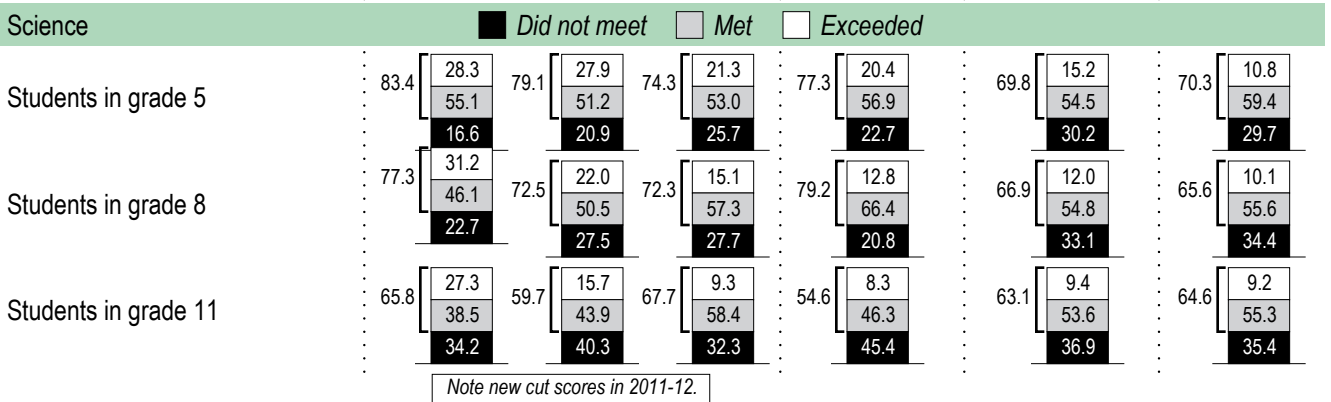 Science Did not meet Met Exceeded
28.3 27.9 21.3 20.4 15.2 10.8
83.4 79.1 74.3 77.3 69.8 70.3
Students in grade 5
55.1 51.2 53.0 56.9 54.5 59.4
16.6 20.9 25.7 22.7 30.2 29.7
31.2 22.0 15.1 12.8 12.0 10.1
77.3 72.5 72.3 79.2 66.9 65.6
Students in grade 8
46.1 50.5 57.3 66.4 54.8 55.6
22.7 27.5 27.7 20.8 33.1 34.4
27.3 15.7 9.3 8.3 9.4 9.2
65.8 59.7 67.7 54.6 63.1 64.6
Students in grade 11
38.5 43.9 58.4 46.3 53.6 55.3
34.2 40.3 32.3 45.4 36.9 35.4
Note new cut scores in 2011-12.